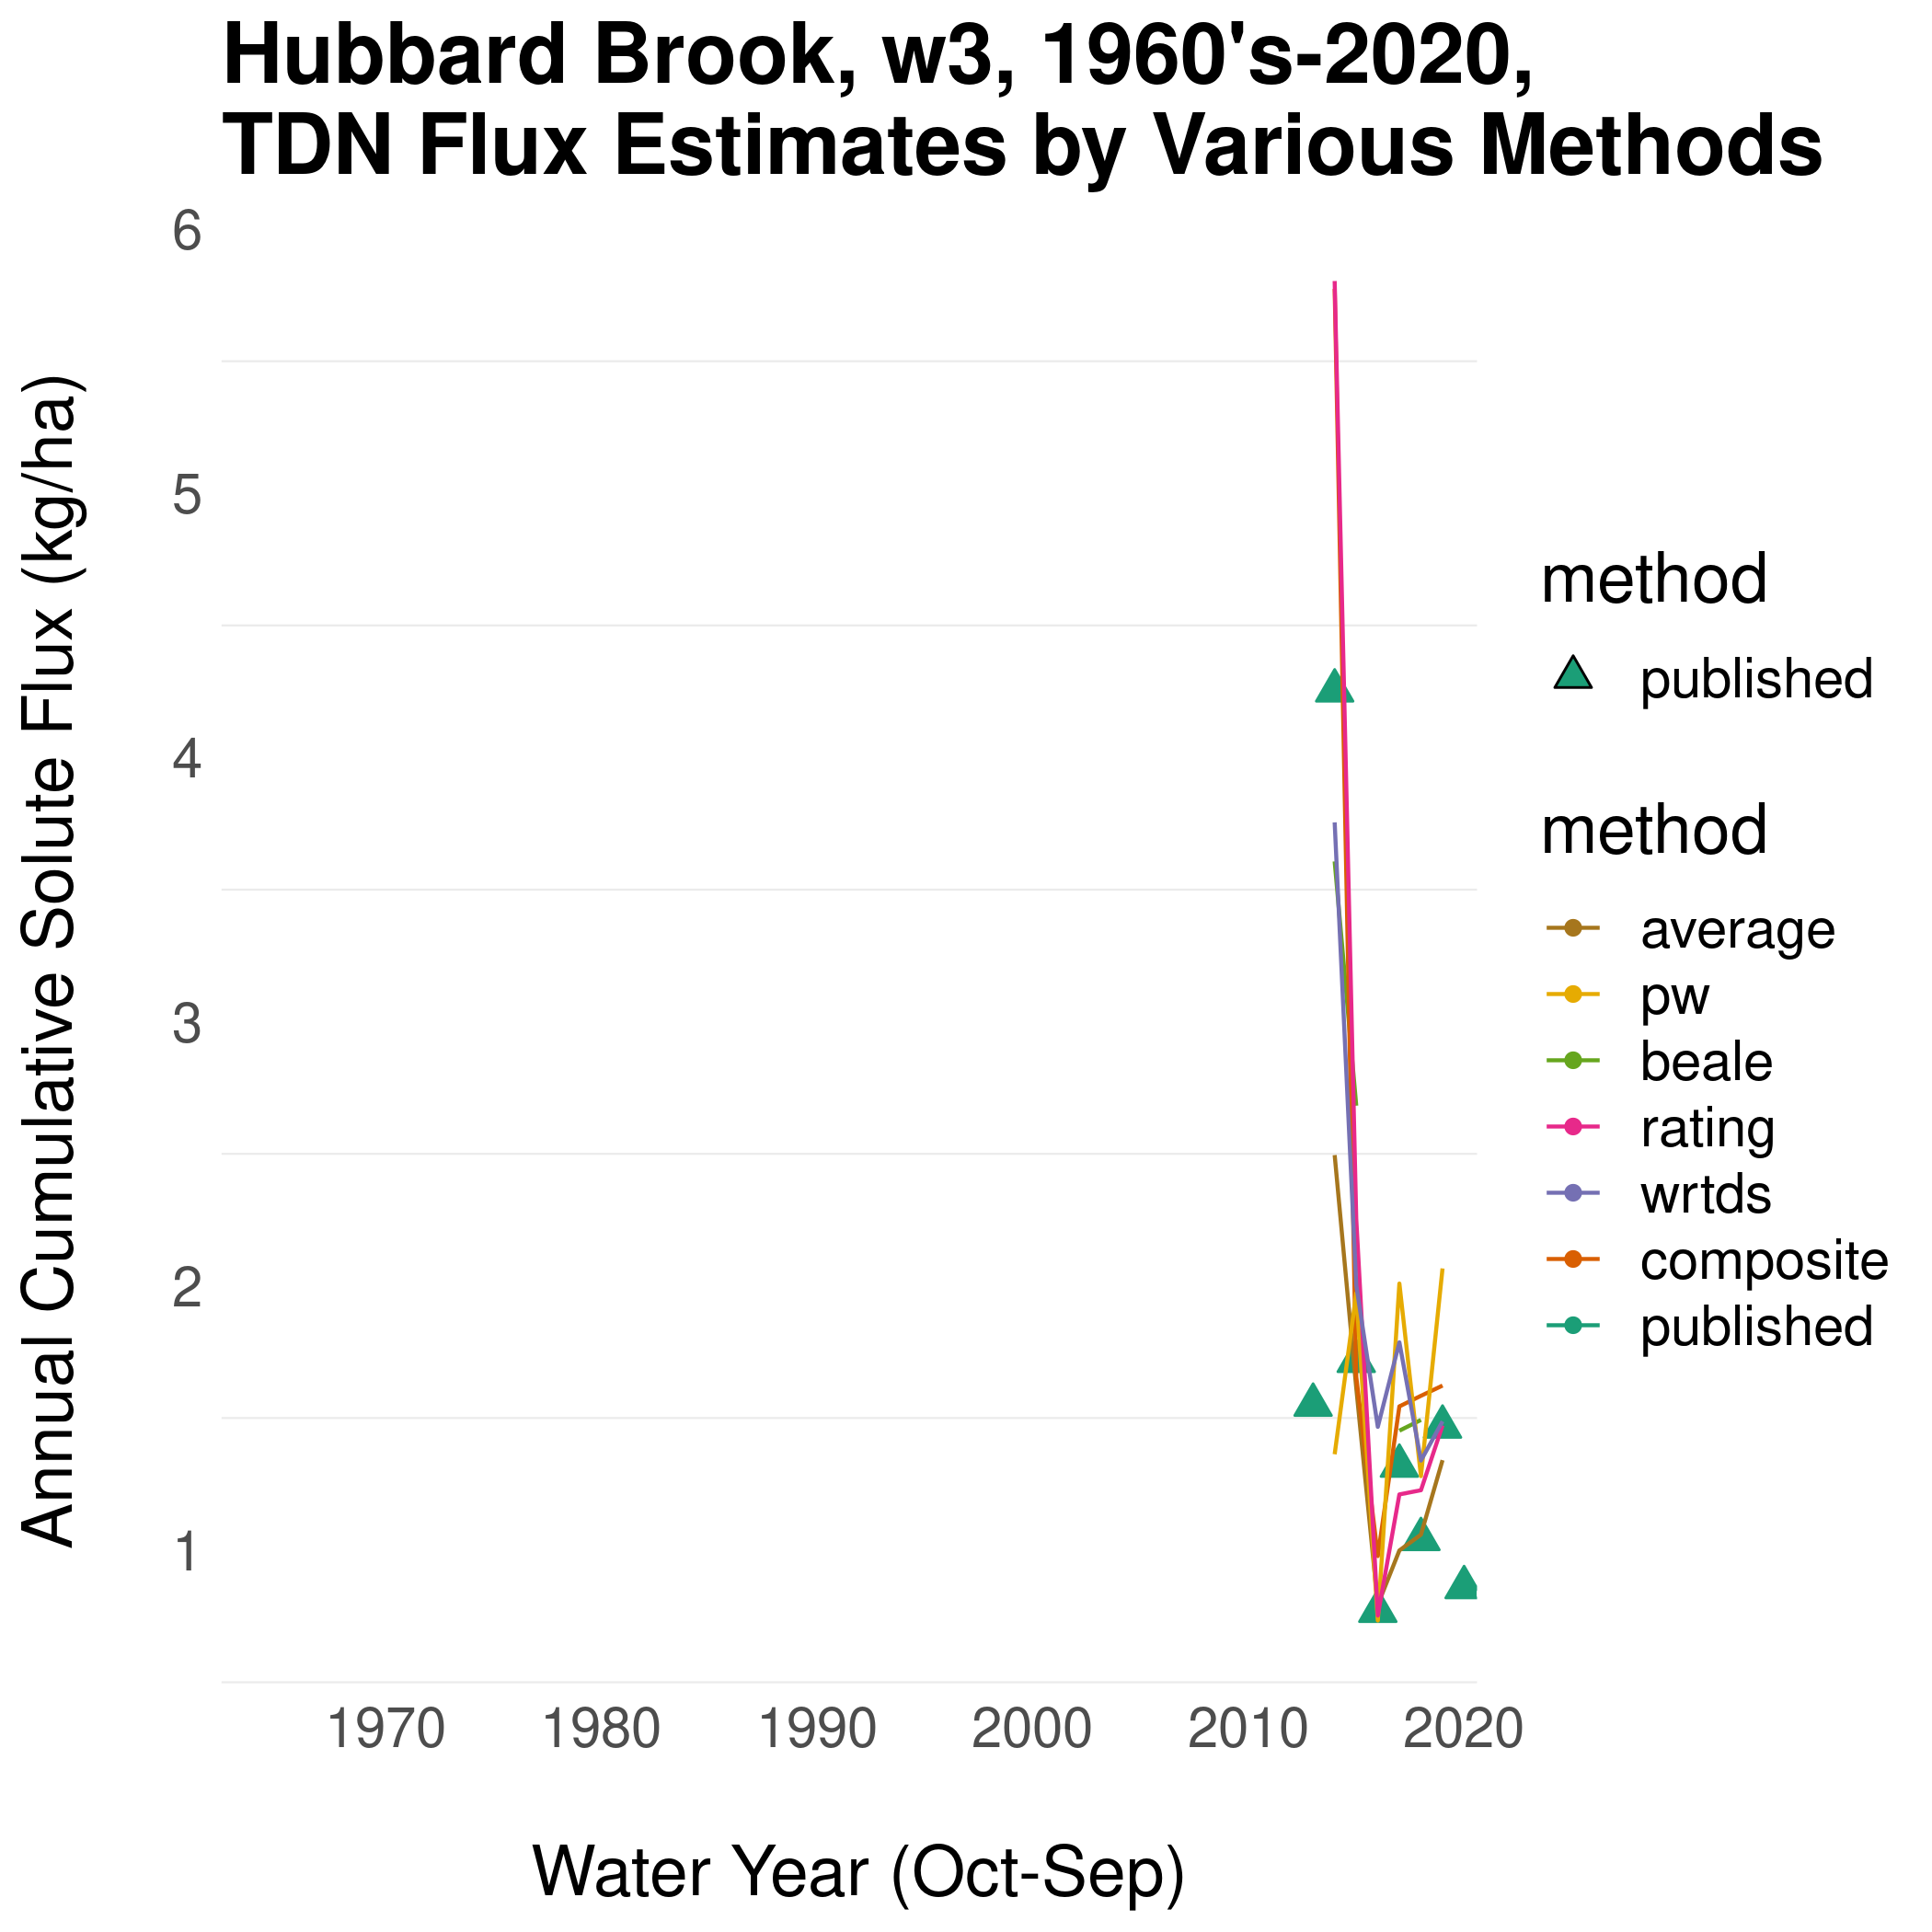 Hubbard Brook, w3, 1960's-2020,
TDN Flux Estimates by Various Methods
Annual Cumulative Solute Flux (kg/ha)
6
5
4
3
2
1
1970
1980
1990
2000
2010
2020
Water Year (Oct-Sep)
method
published
method
average
pw
beale
rating
wrtds
composite
published